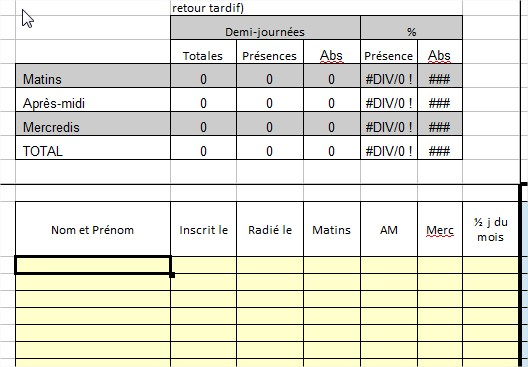 retour tardif)
Demi-journées %
Totales Présences Abs Présence Abs
Matins 0 0 0 #DIV/0 ! ###
Après-midi 0 0 0 #DIV/0 ! ###
Mercredis 0 0 0 #DIV/0 ! ###
TOTAL 0 0 0 #DIV/0 ! ###
Nom et Prénom Inscrit le Radié le Matins AM Merc ½ j du
mois